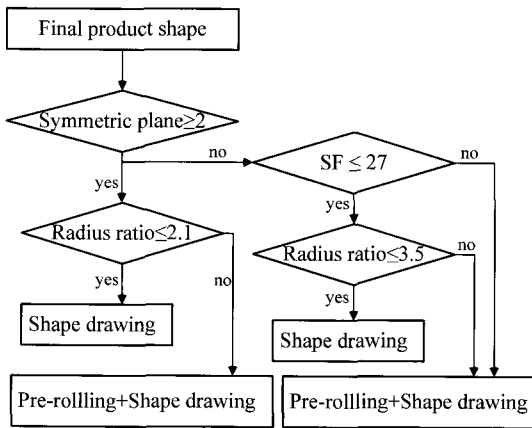 Final product shape
Symmetric plane≥2
no
SF ≤ 27
no
yes
yes
Radius ratio≤2.1
Radius ratio≤3.5
no
yes
no
yes
Shape drawing
Shape drawing
Pre-rollling+Shape drawing
Pre-rollling+Shape drawing